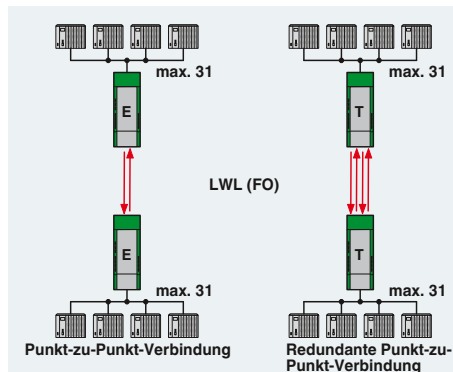 max. 31
max. 31
E
T
LWL (FO)
E
T
max. 31
max. 31
Punkt-zu-Punkt-Verbindung
Redundante Punkt-zu-
Punkt-Verbindung